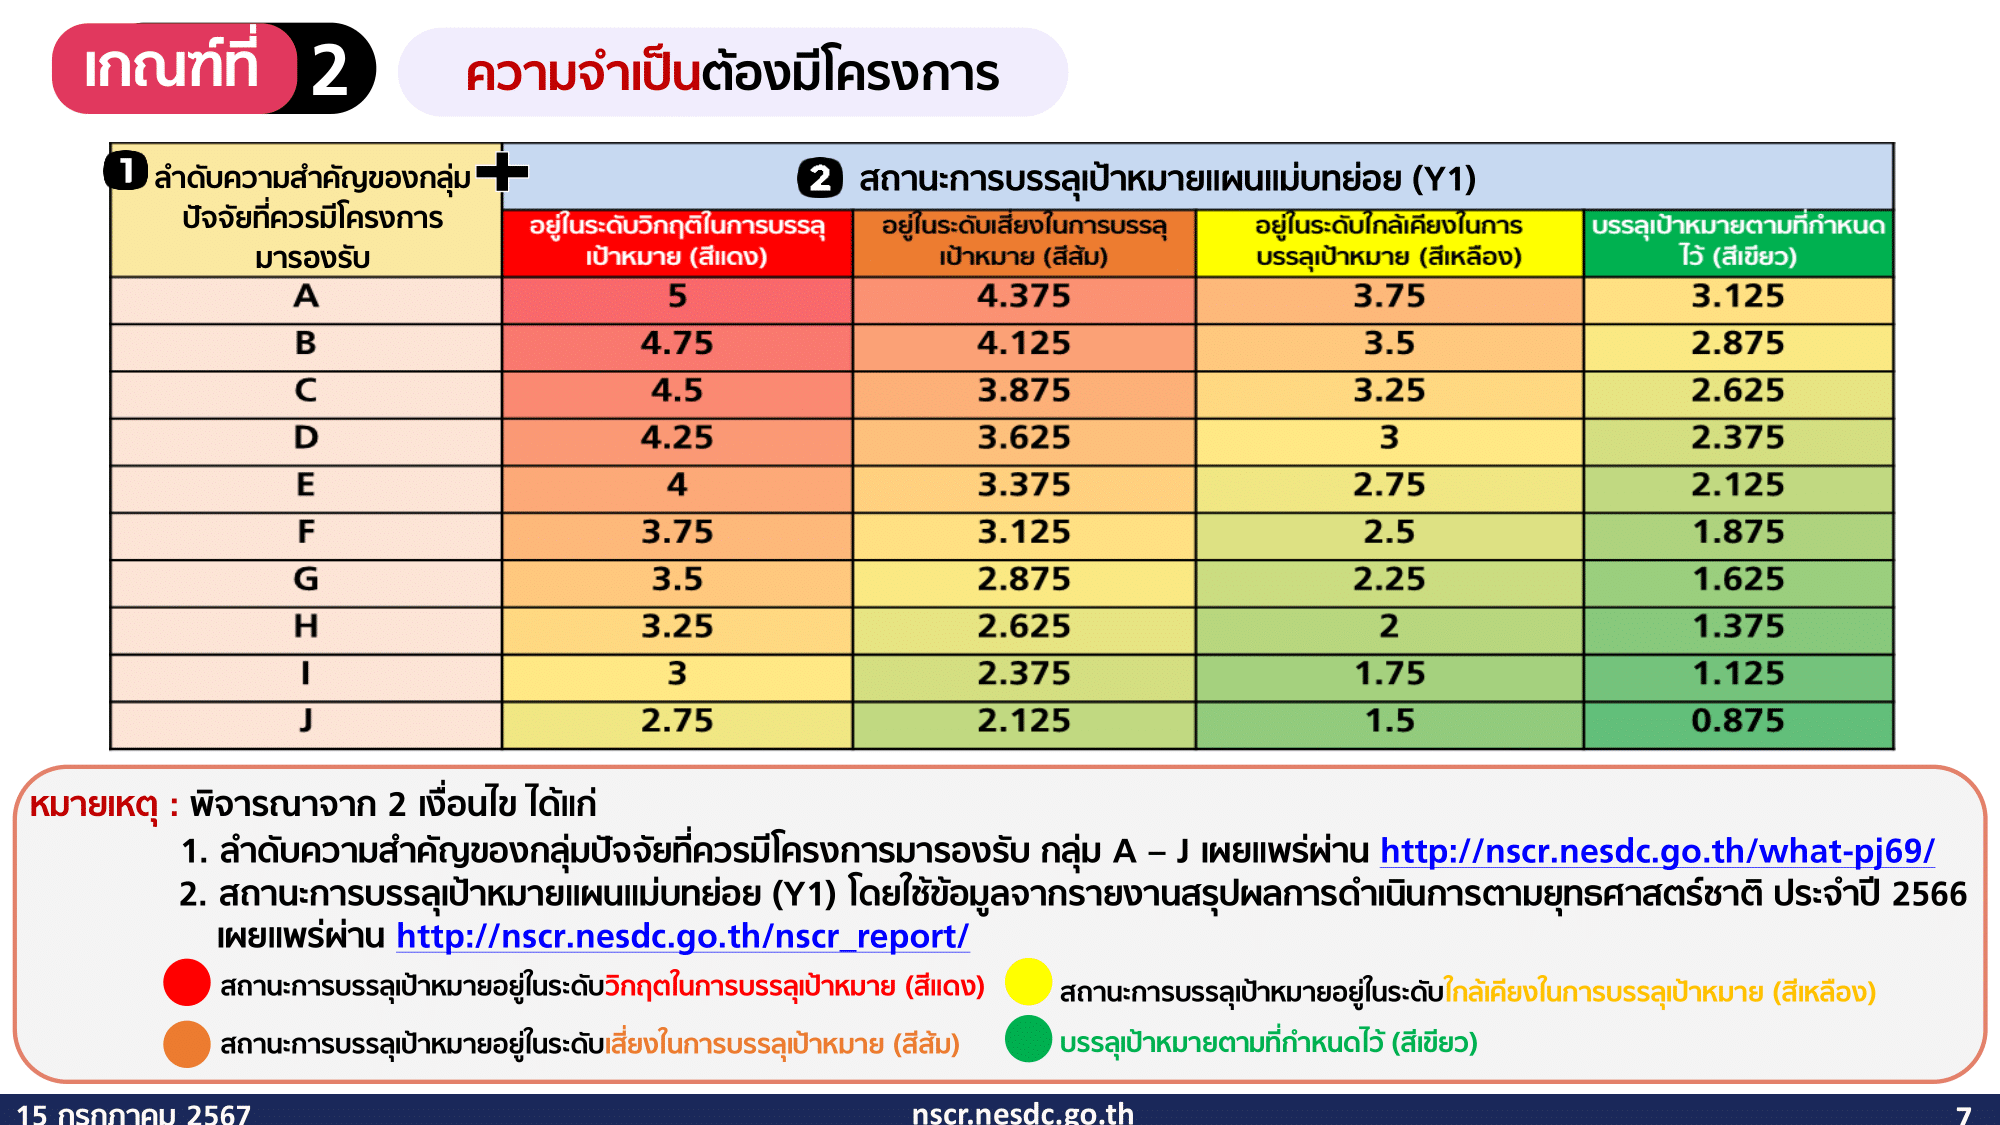 เกณฑ์ที่ 2
ความจำเป็นต้องมีโครงการ
1 ลำดับความสำคัญของกลุ่ม
ปัจจัยที่ควรมีโครงการ
มารองรับ
+
2 สถานะการบรรลุเป้าหมายแผนแม่บทย่อย (Y1)
อยู่ในระดับวิกฤติในการบรรลุ
เป้าหมาย (สีแดง)
อยู่ในระดับเสี่ยงในการบรรลุ
เป้าหมาย (สีส้ม)
อยู่ในระดับใกล้เคียงในการ
บรรลุเป้าหมาย (สีเหลือง)
บรรลุเป้าหมายตามที่กำหนด
ไว้ (สีเขียว)
A 5 4.375 3.75 3.125
B 4.75 4.125 3.5 2.875
C 4.5 3.875 3.25 2.625
D 4.25 3.625 3 2.375
E 4 3.375 2.75 2.125
F 3.75 3.125 2.5 1.875
G 3.5 2.875 2.25 1.625
H 3.25 2.625 2 1.375
I 3 2.375 1.75 1.125
J 2.75 2.125 1.5 0.875
หมายเหตุ : พิจารณาจาก 2 เงื่อนไข ได้แก่
1. ลำดับความสำคัญของกลุ่มปัจจัยที่ควรมีโครงการมารองรับ กลุ่ม A – J เผยแพร่ผ่าน http://nscr.nesdc.go.th/what-pj69/
2. สถานะการบรรลุเป้าหมายแผนแม่บทย่อย (Y1) โดยใช้ข้อมูลจากรายงานสรุปผลการดำเนินการตามยุทธศาสตร์ชาติ ประจำปี 2566
เผยแพร่ผ่าน http://nscr.nesdc.go.th/nscr_report/
สถานะการบรรลุเป้าหมายอยู่ในระดับวิกฤตในการบรรลุเป้าหมาย (สีแดง)
สถานะการบรรลุเป้าหมายอยู่ในระดับใกล้เคียงในการบรรลุเป้าหมาย (สีเหลือง)
สถานะการบรรลุเป้าหมายอยู่ในระดับเสี่ยงในการบรรลุเป้าหมาย (สีส้ม)
บรรลุเป้าหมายตามที่กำหนดไว้ (สีเขียว)
15 กรกฎาคม 2567
nscr.nesdc.go.th
7